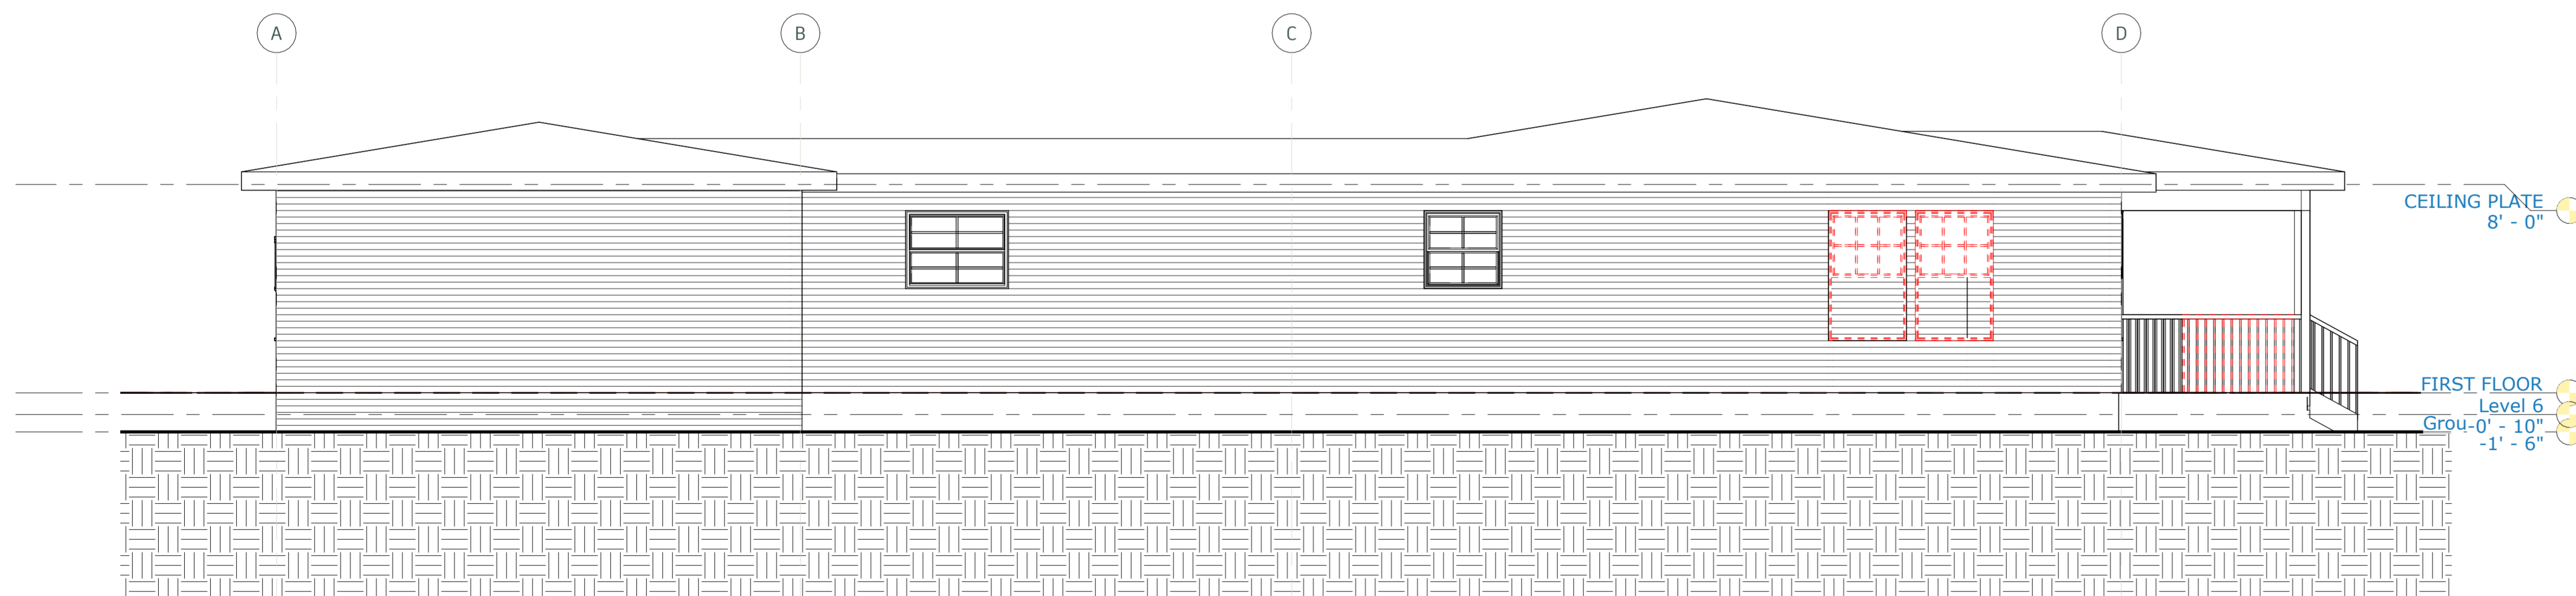 A
B
C
D
CEILING PLATE
8' - 0"
FIRST FLOOR
Level 6
Grou-0' - 10"
-1' - 6"